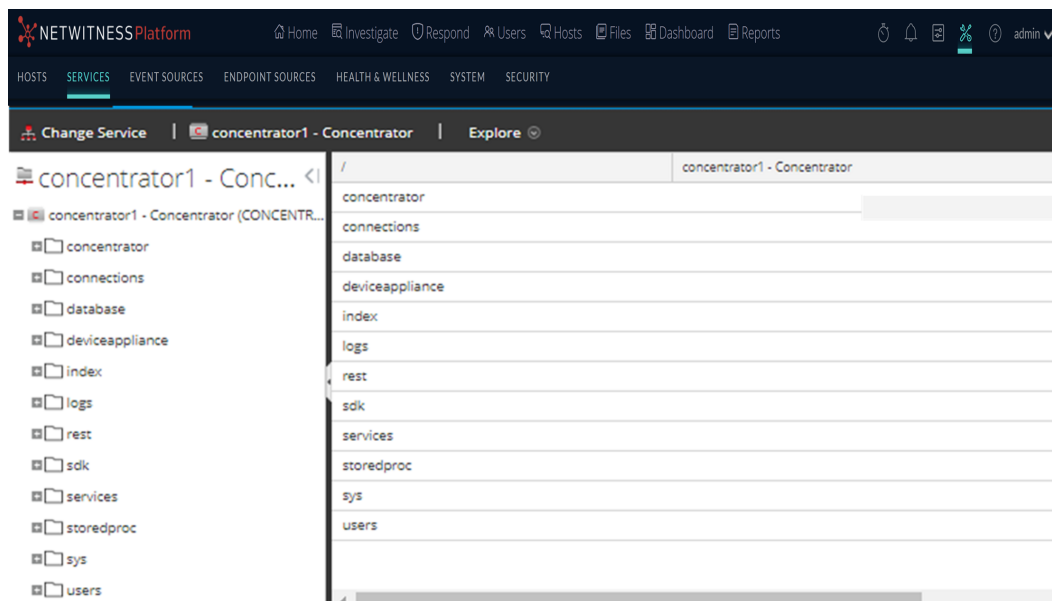 NETWITNESS Platform Home Investigate Respond Users Hosts Files Dashboard Reports admin
HOSTS SERVICES EVENT SOURCES ENDPOINT SOURCES HEALTH & WELLNESS SYSTEM SECURITY
Change Service | C concentrator1 - Concentrator | Explore
concentrator1 - Conc...
C concentrator1 - Concentrator (CONCENTR...
concentrator
connections
database
deviceappliance
index
logs
rest
sdk
services
storedproc
sys
users
/ concentrator1 - Concentrator
concentrator
connections
database
deviceappliance
index
logs
rest
sdk
services
storedproc
sys
users